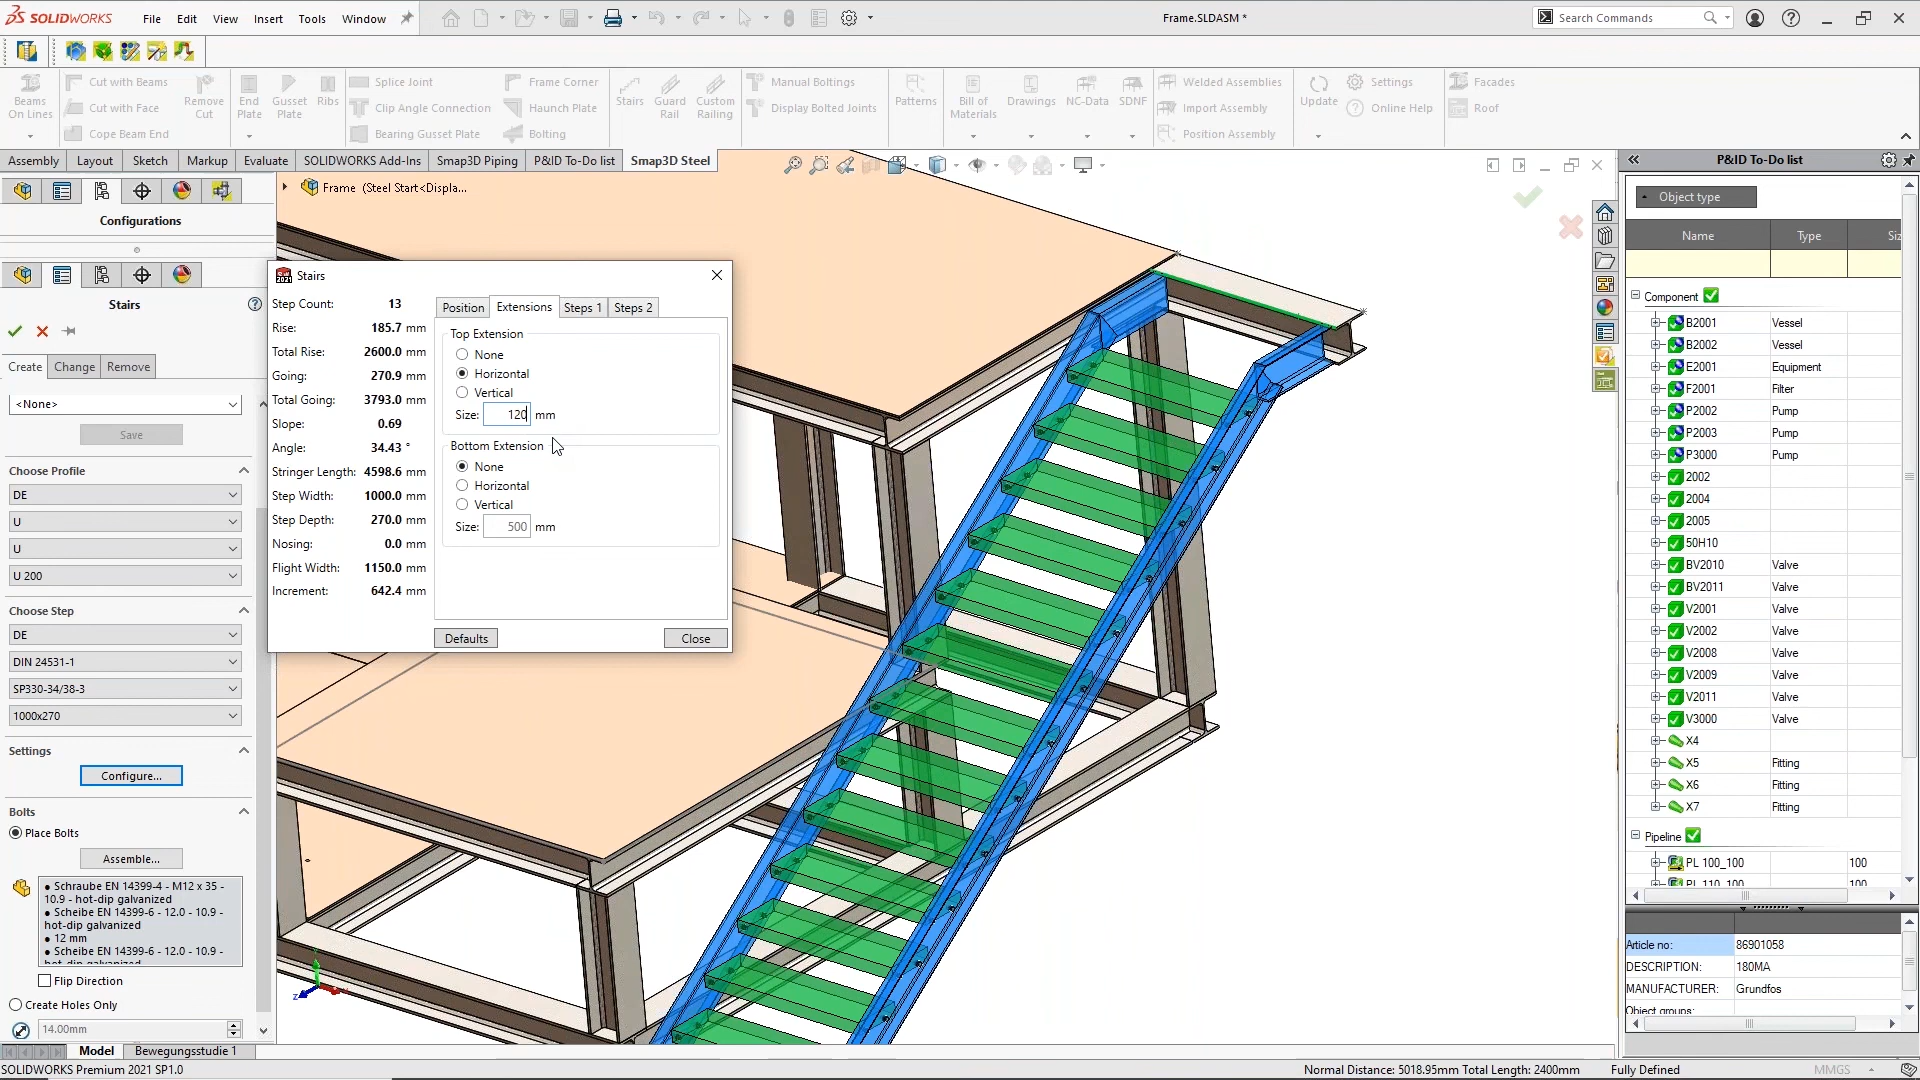 SOLIDWORKS File Edit View Insert Tools Window Frame.SLDASM * Search Commands
Beams On Lines
Cut with Beams
Cut with Face
Cope Beam End
Remove Cut
End Plate
Gusset Plate
Ribs
Splice Joint
Clip Angle Connection
Bearing Gusset Plate
Frame Corner
Haunch Plate
Bolting
Stairs
Guard Rail
Custom Railing
Manual Boltings
Display Bolted Joints
Patterns
Bill of Materials
Drawings
NC-Data
SDNF
Welded Assemblies
Import Assembly
Position Assembly
Update
Settings
Online Help
Facades
Roof
Assembly Layout Sketch Markup Evaluate SOLIDWORKS Add-Ins Smap3D Piping P&ID To-Do list Smap3D Steel
Configurations
Stairs
Create Change Remove
<None>
Save
Choose Profile
DE
U
U
U 200
Choose Step
DE
DIN 24531-1
SP330-34/38-3
1000x270
Settings
Configure...
Bolts
Place Bolts
Assemble...
● Schraube EN 14399-4 - M12 x 35 -
10.9 - hot-dip galvanized
● Scheibe EN 14399-6 - 12.0 - 10.9 -
hot-dip galvanized
● 12 mm
● Scheibe EN 14399-6 - 12.0 - 10.9 -
hot-dip galvanized
Flip Direction
Create Holes Only
14.00mm
Frame (Steel Start<Displa...
Stairs
Step Count: 13
Rise: 185.7 mm
Total Rise: 2600.0 mm
Going: 270.9 mm
Total Going: 3793.0 mm
Slope: 0.69
Angle: 34.43 °
Stringer Length: 4598.6 mm
Step Width: 1000.0 mm
Step Depth: 270.0 mm
Nosing: 0.0 mm
Flight Width: 1150.0 mm
Increment: 642.4 mm
Position Extensions Steps 1 Steps 2
Top Extension
None
Horizontal
Vertical
Size: 120 mm
Bottom Extension
None
Horizontal
Vertical
Size: 500 mm
Defaults Close
P&ID To-Do list
Object type
Name Type Siz
Component
B2001 Vessel
B2002 Vessel
E2001 Equipment
F2001 Filter
P2002 Pump
P2003 Pump
P3000 Pump
2002
2004
2005
50H10
BV2010 Valve
BV2011 Valve
V2001 Valve
V2002 Valve
V2008 Valve
V2009 Valve
V2011 Valve
V3000 Valve
X4
X5 Fitting
X6 Fitting
X7 Fitting
Pipeline
PL 100_100 100
PL 110_100 100
Article no: 86901058
DESCRIPTION: 180MA
MANUFACTURER: Grundfos
Object groups:
Model Bewegungsstudie 1
SOLIDWORKS Premium 2021 SP1.0 Normal Distance: 5018.95mm Total Length: 2400mm Fully Defined MMGS